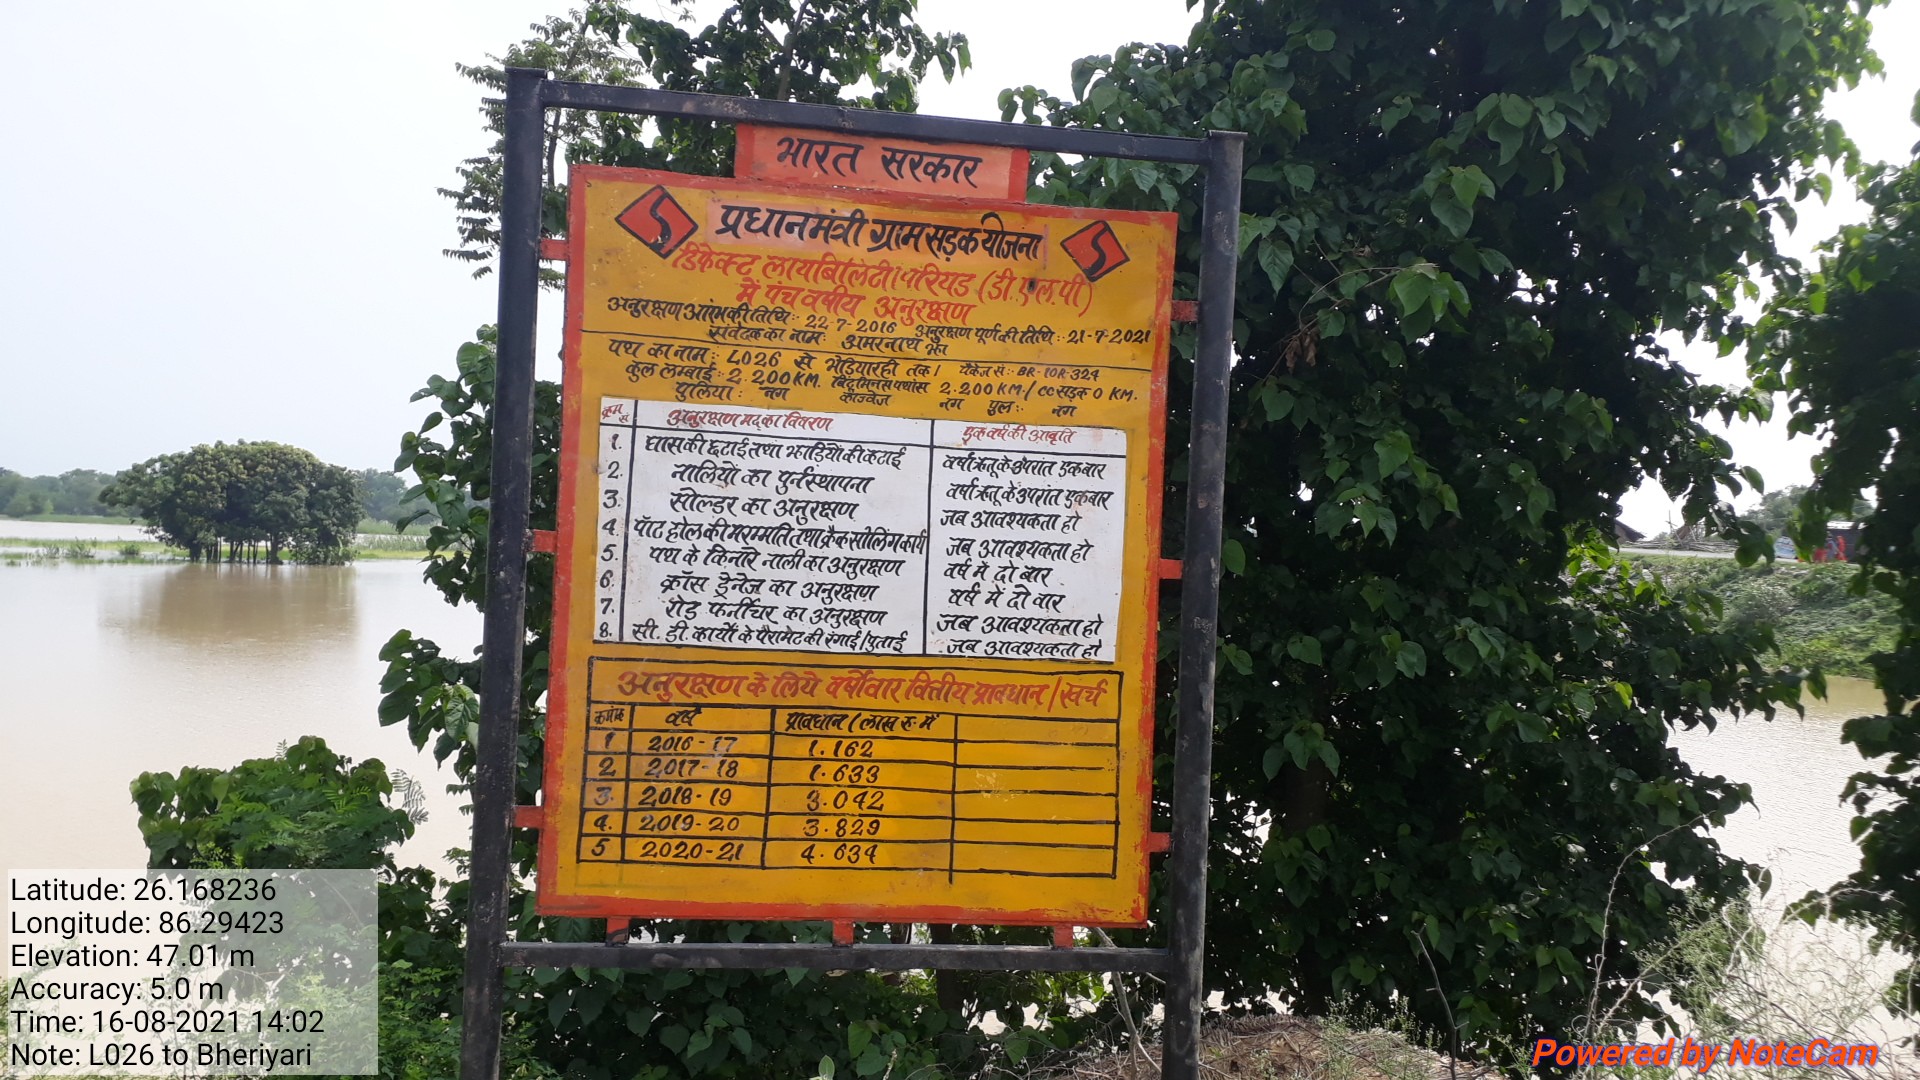 भारत सरकार
प्रधानमंत्री ग्राम सड़क योजना
डिफेक्ट लायबिलिटी पिरियड (डी.एल.पी)
में पंचवर्षीय अनुरक्षण
अनुरक्षण आरंभ की तिथि:- 22-7-2016 अनुरक्षण पूर्ण की तिथि:- 21-7-2021
संवेदक का नाम: अमरनाथ झा
पथ का नाम: L026 से भेड़ियारही तक। पैकेज सं:- BR-10R-324
कुल लम्बाई:- 2.200KM. बिटुमिनस पथांस 2.200 KM/ CC सड़क 0 KM.
पुलिया: नग काजवेज नग पुल:- नग
क्रम सं. अनुरक्षण मद का विवरण एक वर्ष की आवृति
1. घास की छटाई तथा झाड़ियों की कटाई वर्षा ऋतू के उपरांत एकबार
2. नालियों का पुर्नस्थापना वर्षा ऋतू के उपरांत एकबार
3. सोल्डर का अनुरक्षण जब आवश्यकता हो
4. पॉट होल की मरम्मति तथा क्रैक सीलिंग कार्य जब आवश्यकता हो
5. पथ के किनारे नाली का अनुरक्षण वर्ष में दो बार
6. क्रॉस ड्रेनेज का अनुरक्षण वर्ष में दो वार
7. रोड फर्नीचर का अनुरक्षण जब आवश्यकता हो
8. सी. डी. कार्यो के पैरामेट की रंगाई/पुताई जब आवश्यकता हो
अनुरक्षण के लिये वर्षोवार वित्तीय प्रावधान/खर्च
क्रमांक वर्ष प्रावधान (लाख रु. में
1 2016-17 1.162
2 2017-18 1.633
3. 2018-19 3.042
4. 2019-20 3.829
5 2020-21 4.634
Latitude: 26.168236
Longitude: 86.29423
Elevation: 47.01 m
Accuracy: 5.0 m
Time: 16-08-2021 14:02
Note: L026 to Bheriyari
Powered by NoteCam